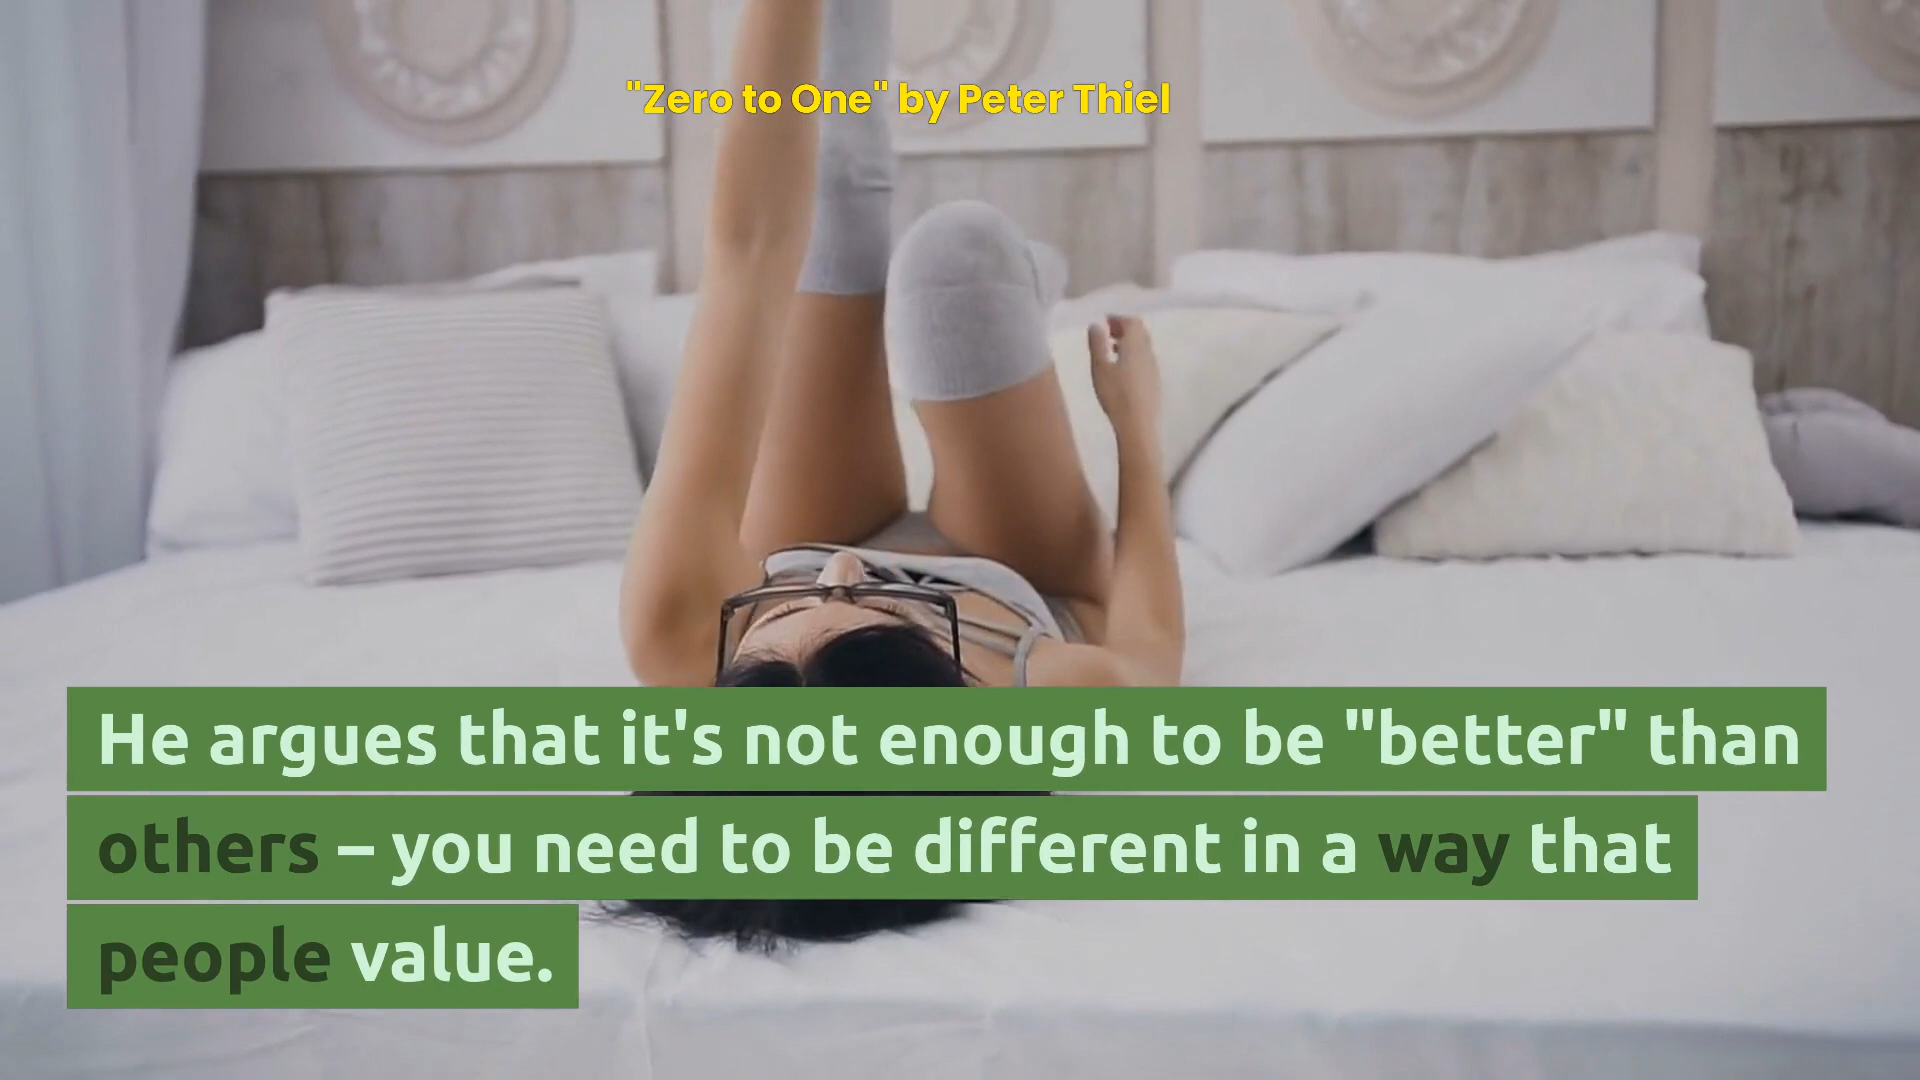 "Zero to One" by Peter Thiel
He argues that it's not enough to be "better" than
others – you need to be different in a way that
people value.